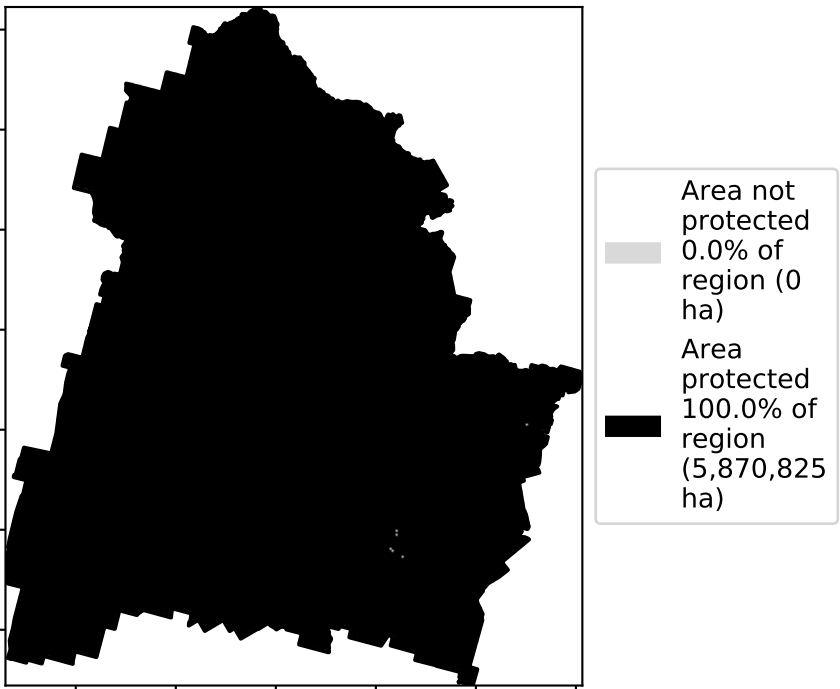 Area not
protected
0.0% of
region (0
ha)
Area
protected
100.0% of
region
(5,870,825
ha)